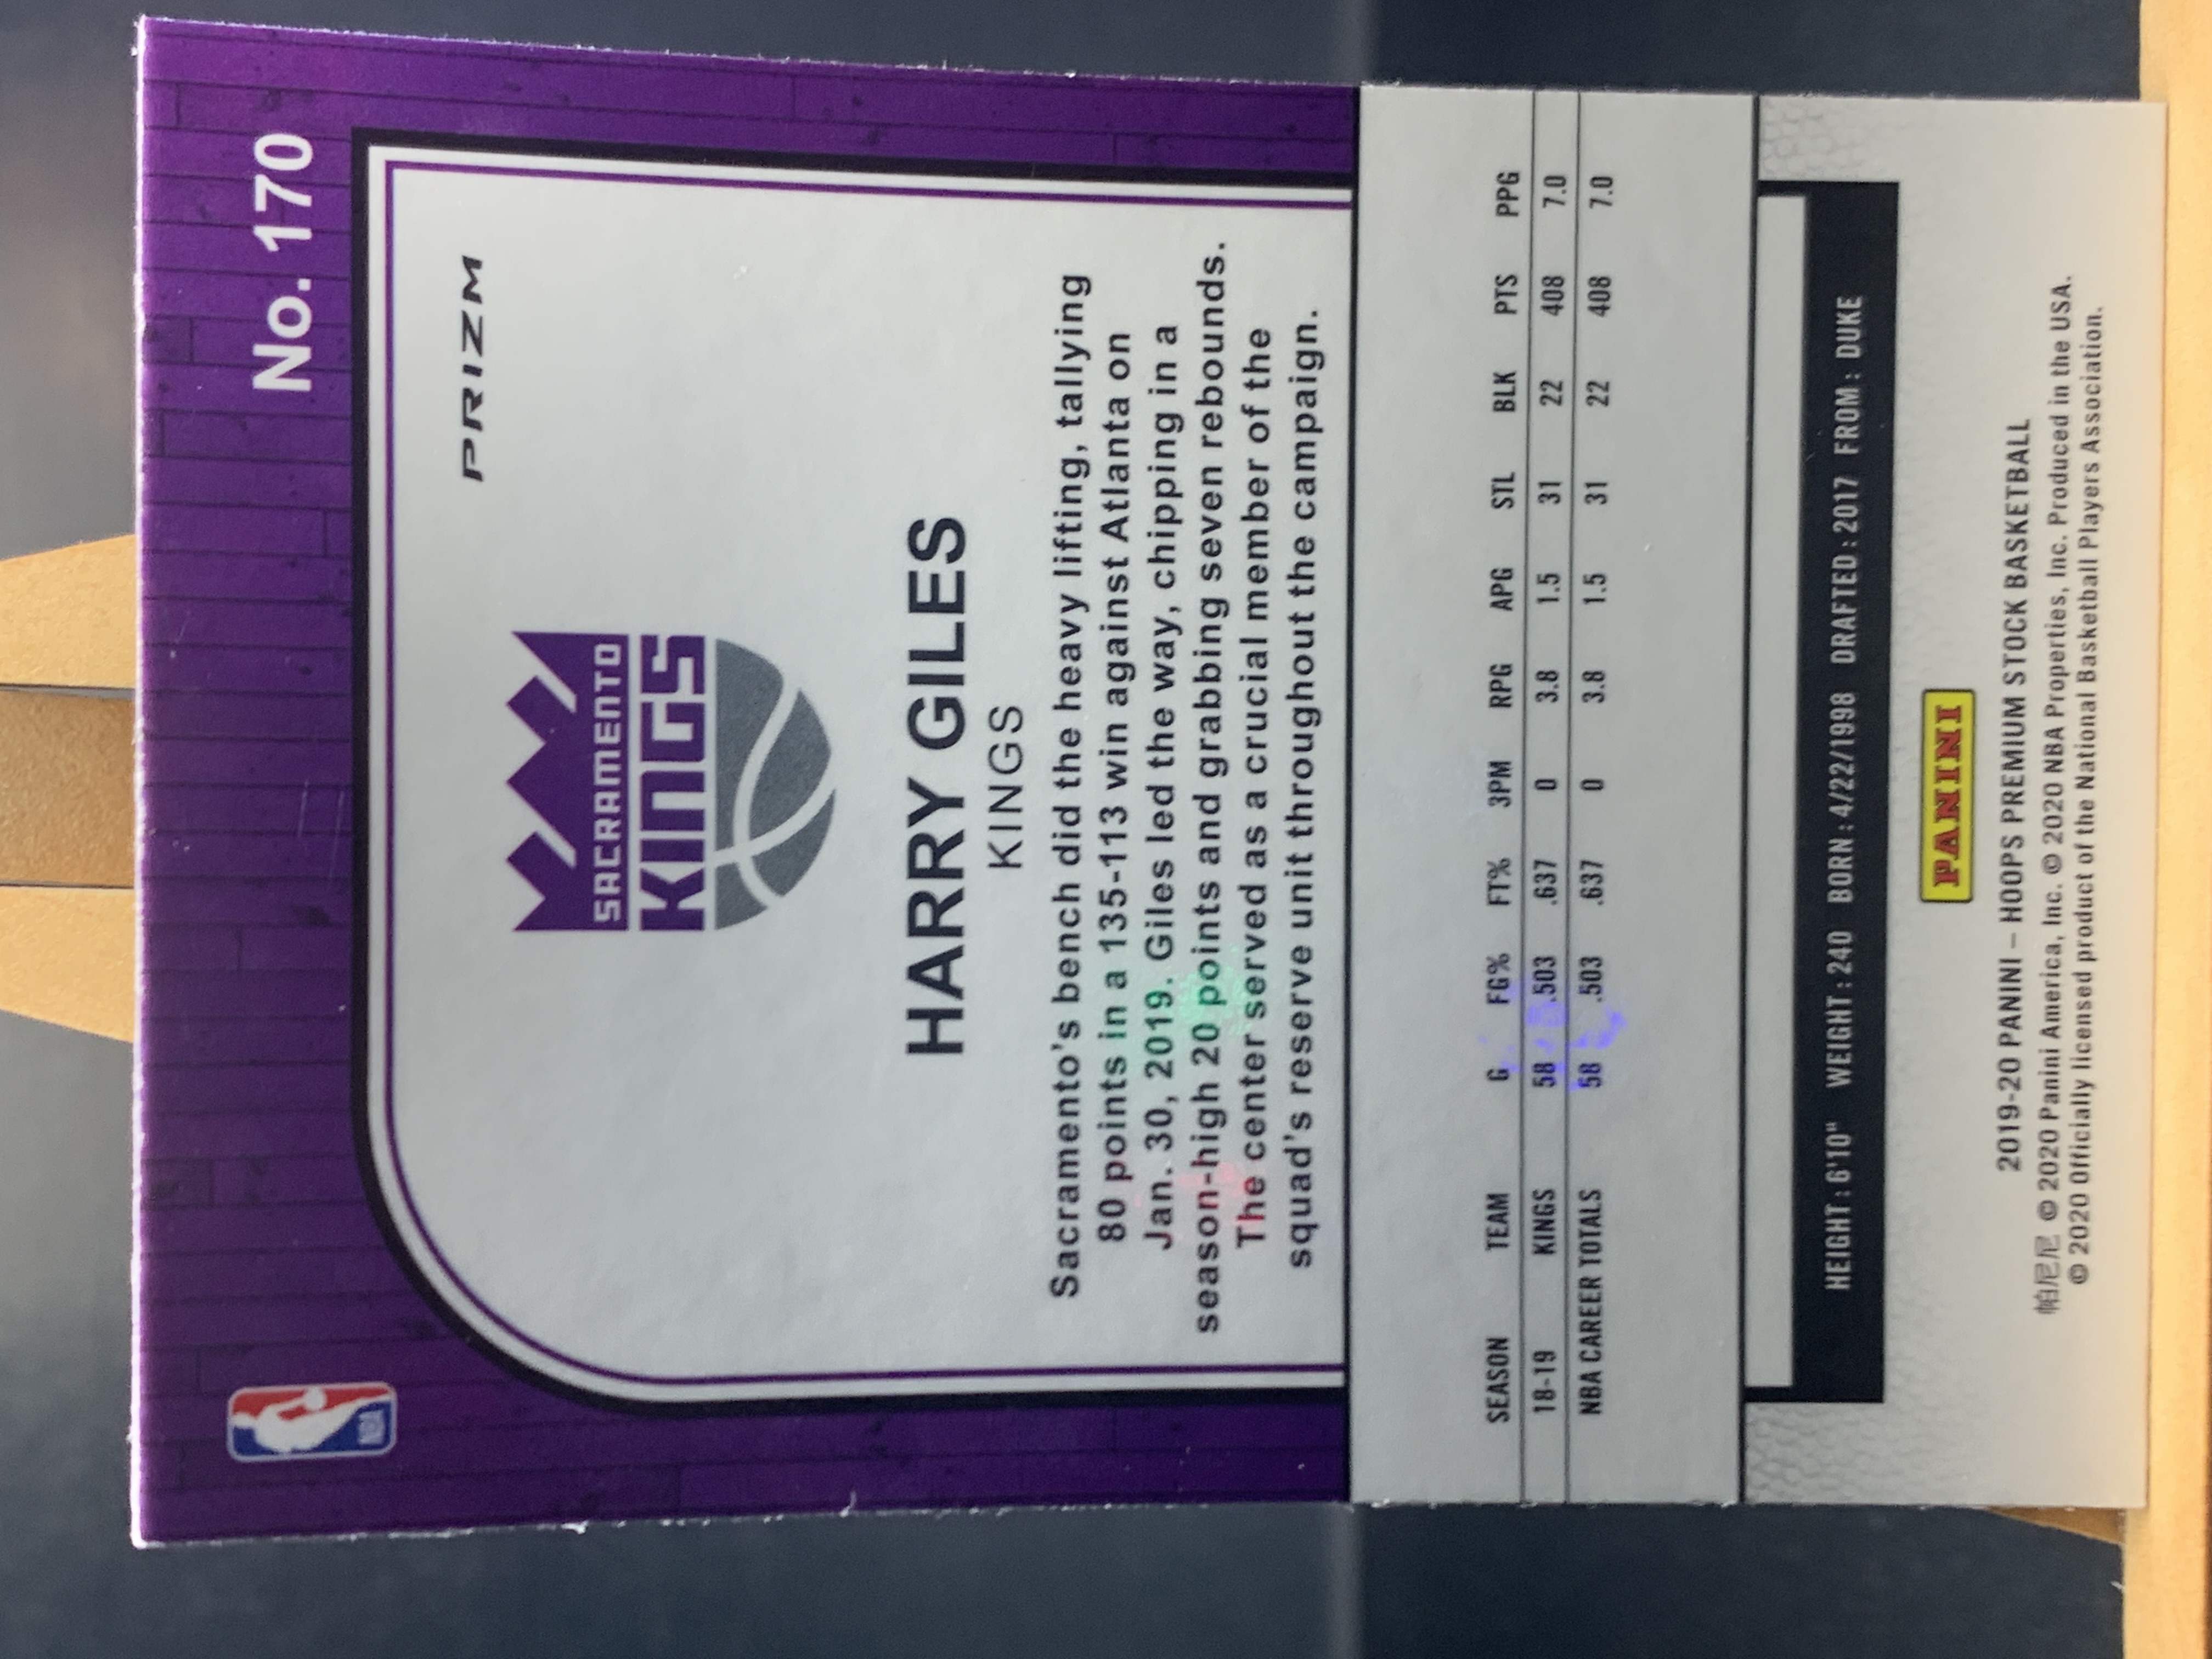 No. 170
PRIZM
SACRAMENTO
KINGS
HARRY GILES
KINGS
Sacramento's bench did the heavy lifting, tallying
80 points in a 135-113 win against Atlanta on
Jan. 30, 2019. Giles led the way, chipping in a
season-high 20 points and grabbing seven rebounds.
The center served as a crucial member of the
squad's reserve unit throughout the campaign.
SEASON TEAM G FG% FT% 3PM RPG APG STL BLK PTS PPG
18-19 KINGS 58 .503 .637 0 3.8 1.5 31 22 408 7.0
NBA CAREER TOTALS 58 .503 .637 0 3.8 1.5 31 22 408 7.0
HEIGHT: 6'10" WEIGHT: 240 BORN: 4/22/1998 DRAFTED: 2017 FROM: DUKE
PANINI
2019-20 PANINI – HOOPS PREMIUM STOCK BASKETBALL
帕尼尼 © 2020 Panini America, Inc. © 2020 NBA Properties, Inc. Produced in the USA.
© 2020 Officially licensed product of the National Basketball Players Association.